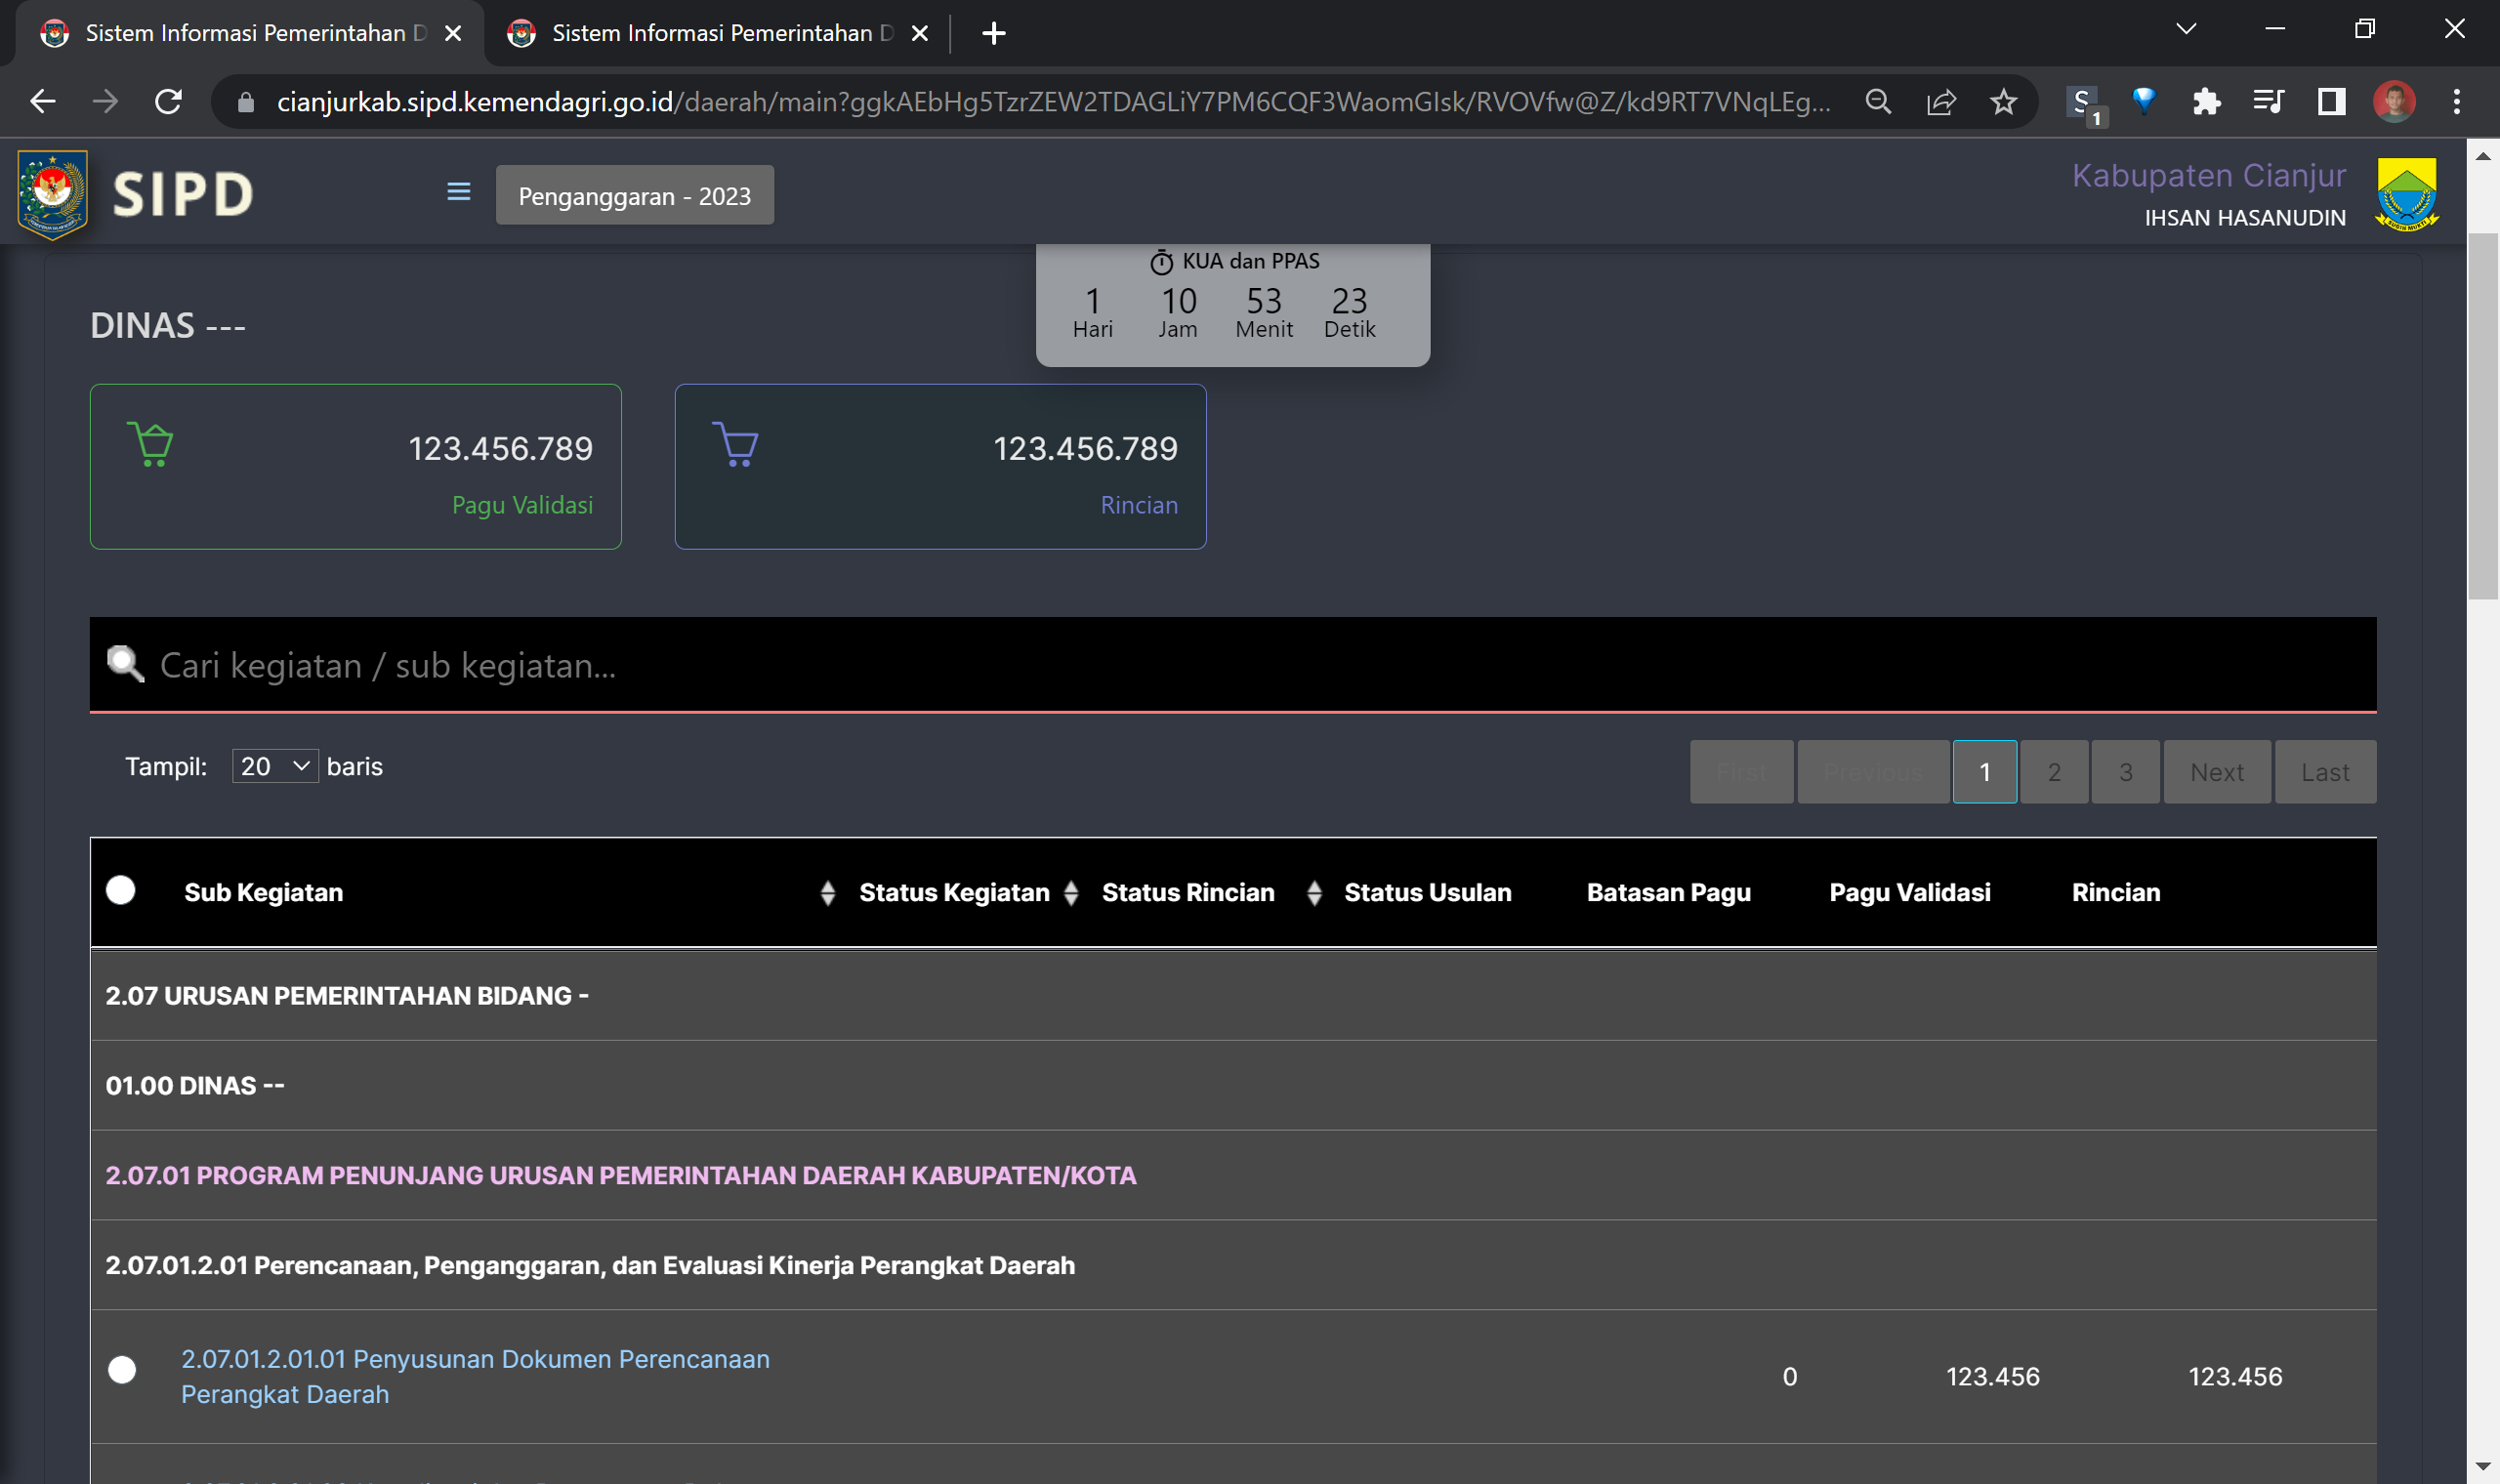 Sistem Informasi Pemerintahan D
Sistem Informasi Pemerintahan D
cianjurkab.sipd.kemendagri.go.id/daerah/main?ggkAEbHg5TzrZEW2TDAGLiY7PM6CQF3WaomGIsk/RVOVfw@Z/kd9RT7VNqLEg...
S 1
SIPD
Penganggaran - 2023
Kabupaten Cianjur
IHSAN HASANUDIN
KUA dan PPAS
1 10 53 23
Hari Jam Menit Detik
DINAS ---
123.456.789
Pagu Validasi
123.456.789
Rincian
Cari kegiatan / sub kegiatan...
Tampil: 20 baris
First Previous 1 2 3 Next Last
Sub Kegiatan Status Kegiatan Status Rincian Status Usulan Batasan Pagu Pagu Validasi Rincian
2.07 URUSAN PEMERINTAHAN BIDANG -
01.00 DINAS --
2.07.01 PROGRAM PENUNJANG URUSAN PEMERINTAHAN DAERAH KABUPATEN/KOTA
2.07.01.2.01 Perencanaan, Penganggaran, dan Evaluasi Kinerja Perangkat Daerah
2.07.01.2.01.01 Penyusunan Dokumen Perencanaan
Perangkat Daerah
0 123.456 123.456